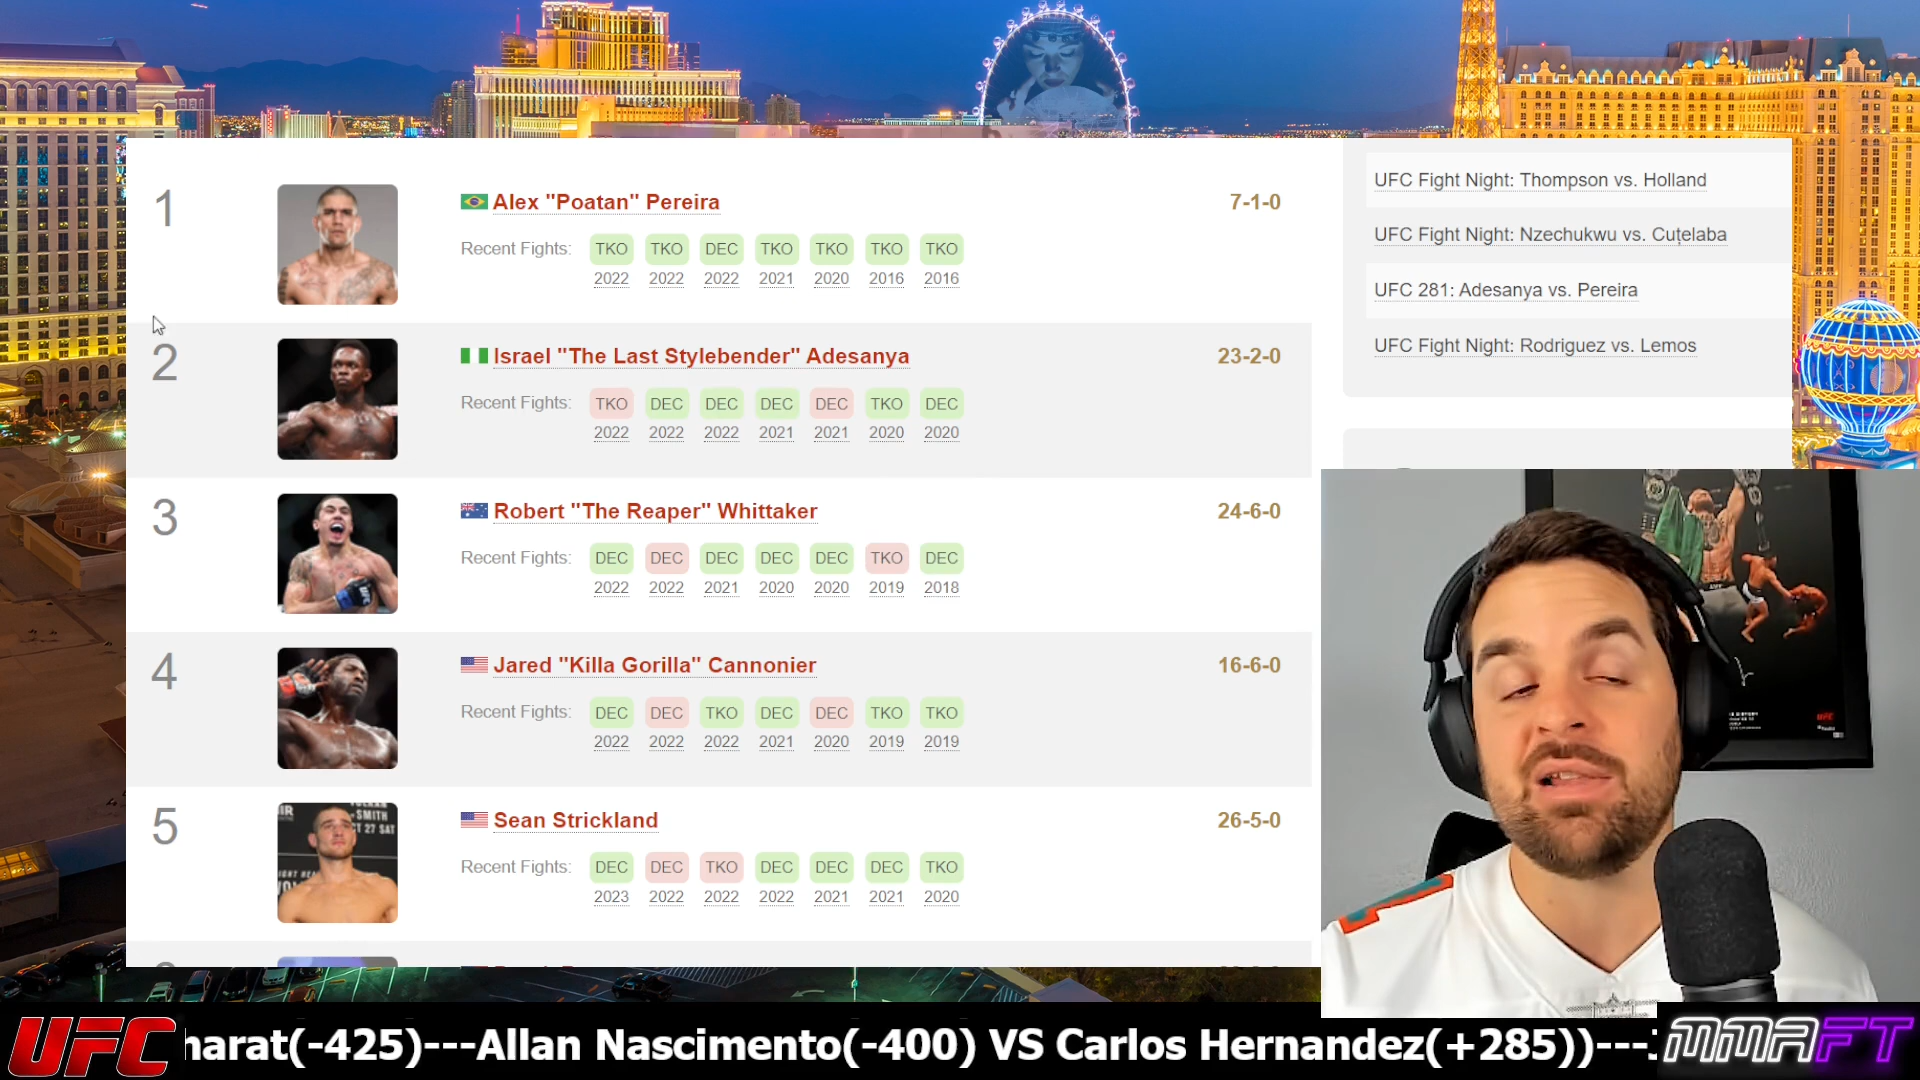 1
Alex "Poatan" Pereira
7-1-0
Recent Fights: TKO TKO DEC TKO TKO TKO TKO
2022 2022 2022 2021 2020 2016 2016
2
Israel "The Last Stylebender" Adesanya
23-2-0
Recent Fights: TKO DEC DEC DEC DEC TKO DEC
2022 2022 2022 2021 2021 2020 2020
3
Robert "The Reaper" Whittaker
24-6-0
Recent Fights: DEC DEC DEC DEC DEC TKO DEC
2022 2022 2021 2020 2020 2019 2018
4
Jared "Killa Gorilla" Cannonier
16-6-0
Recent Fights: DEC DEC TKO DEC DEC TKO TKO
2022 2022 2022 2021 2020 2019 2019
5
SMITH
27 SAT
Sean Strickland
26-5-0
Recent Fights: DEC DEC TKO DEC DEC DEC TKO
2023 2022 2022 2022 2021 2021 2020
UFC Fight Night: Thompson vs. Holland
UFC Fight Night: Nzechukwu vs. Cuțelaba
UFC 281: Adesanya vs. Pereira
UFC Fight Night: Rodriguez vs. Lemos
UFC
UFC harat(-425)---Allan Nascimento(-400) VS Carlos Hernandez(+285))--- MMAFT